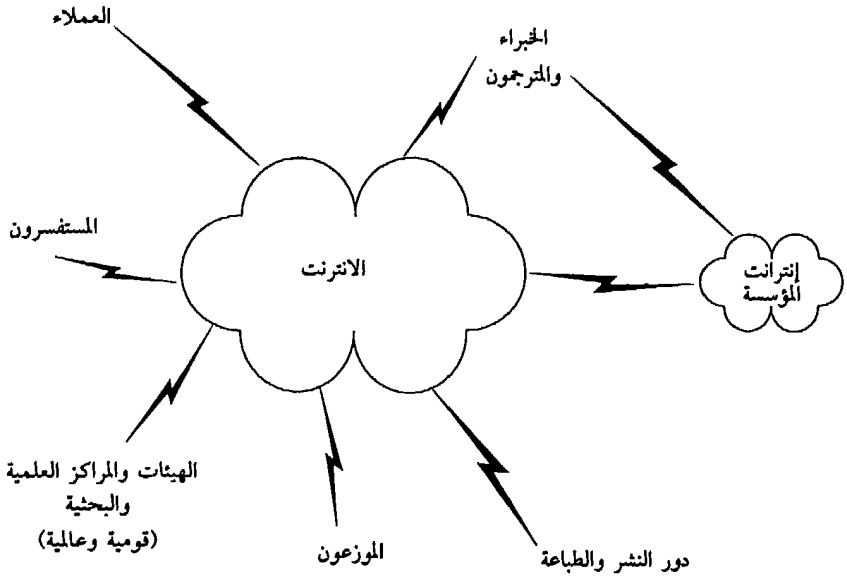 العملاء
الخبراء
والمترجمون
المستفسرون
الانترنت
إنترانت
المؤسسة
الهيئات والمراكز العلمية
والبحثية
(قومية وعالمية)
الموزعون
دور النشر والطباعة